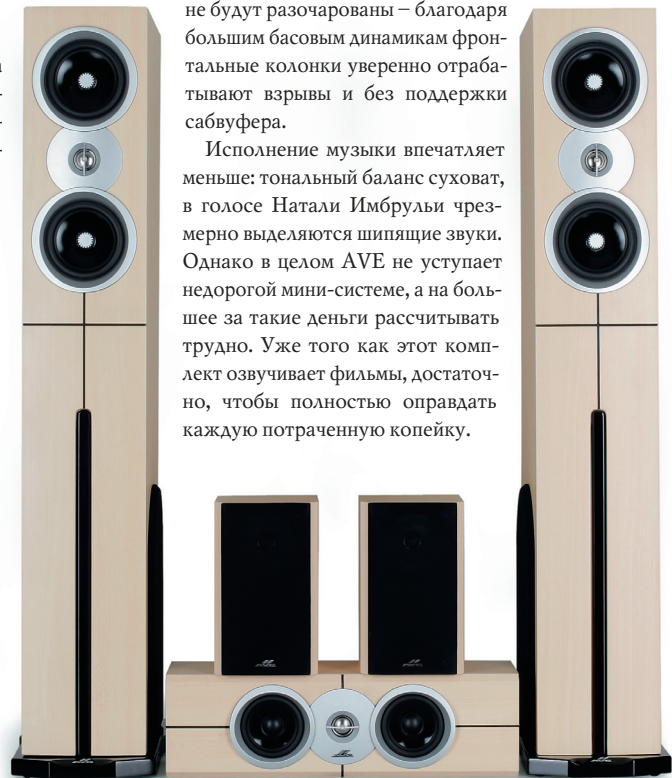 не будут разочарованы – благодаря
большим басовым динамикам фрон-
тальные колонки уверенно отраба-
тывают взрывы и без поддержки
сабвуфера.
Исполнение музыки впечатляет
меньше: тональный баланс суховат,
в голосе Натали Имбрульи чрез-
мерно выделяются шипящие звуки.
Однако в целом AVE не уступает
недорогой мини-системе, а на боль-
шее за такие деньги рассчитывать
трудно. Уже того как этот комп-
лект озвучивает фильмы, достаточ-
но, чтобы полностью оправдать
каждую потраченную копейку.